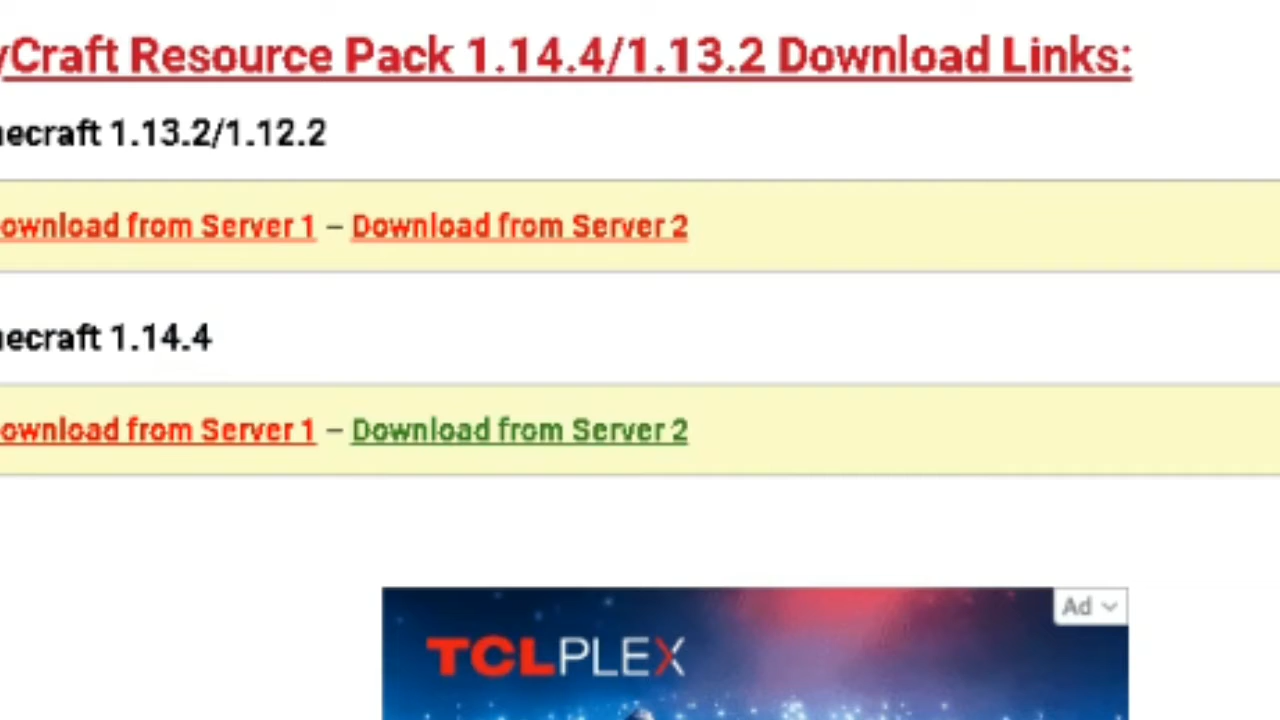 yCraft Resource Pack 1.14.4/1.13.2 Download Links:
necraft 1.13.2/1.12.2
ownload from Server 1 – Download from Server 2
necraft 1.14.4
ownload from Server 1 – Download from Server 2
Ad
TCLPLEX